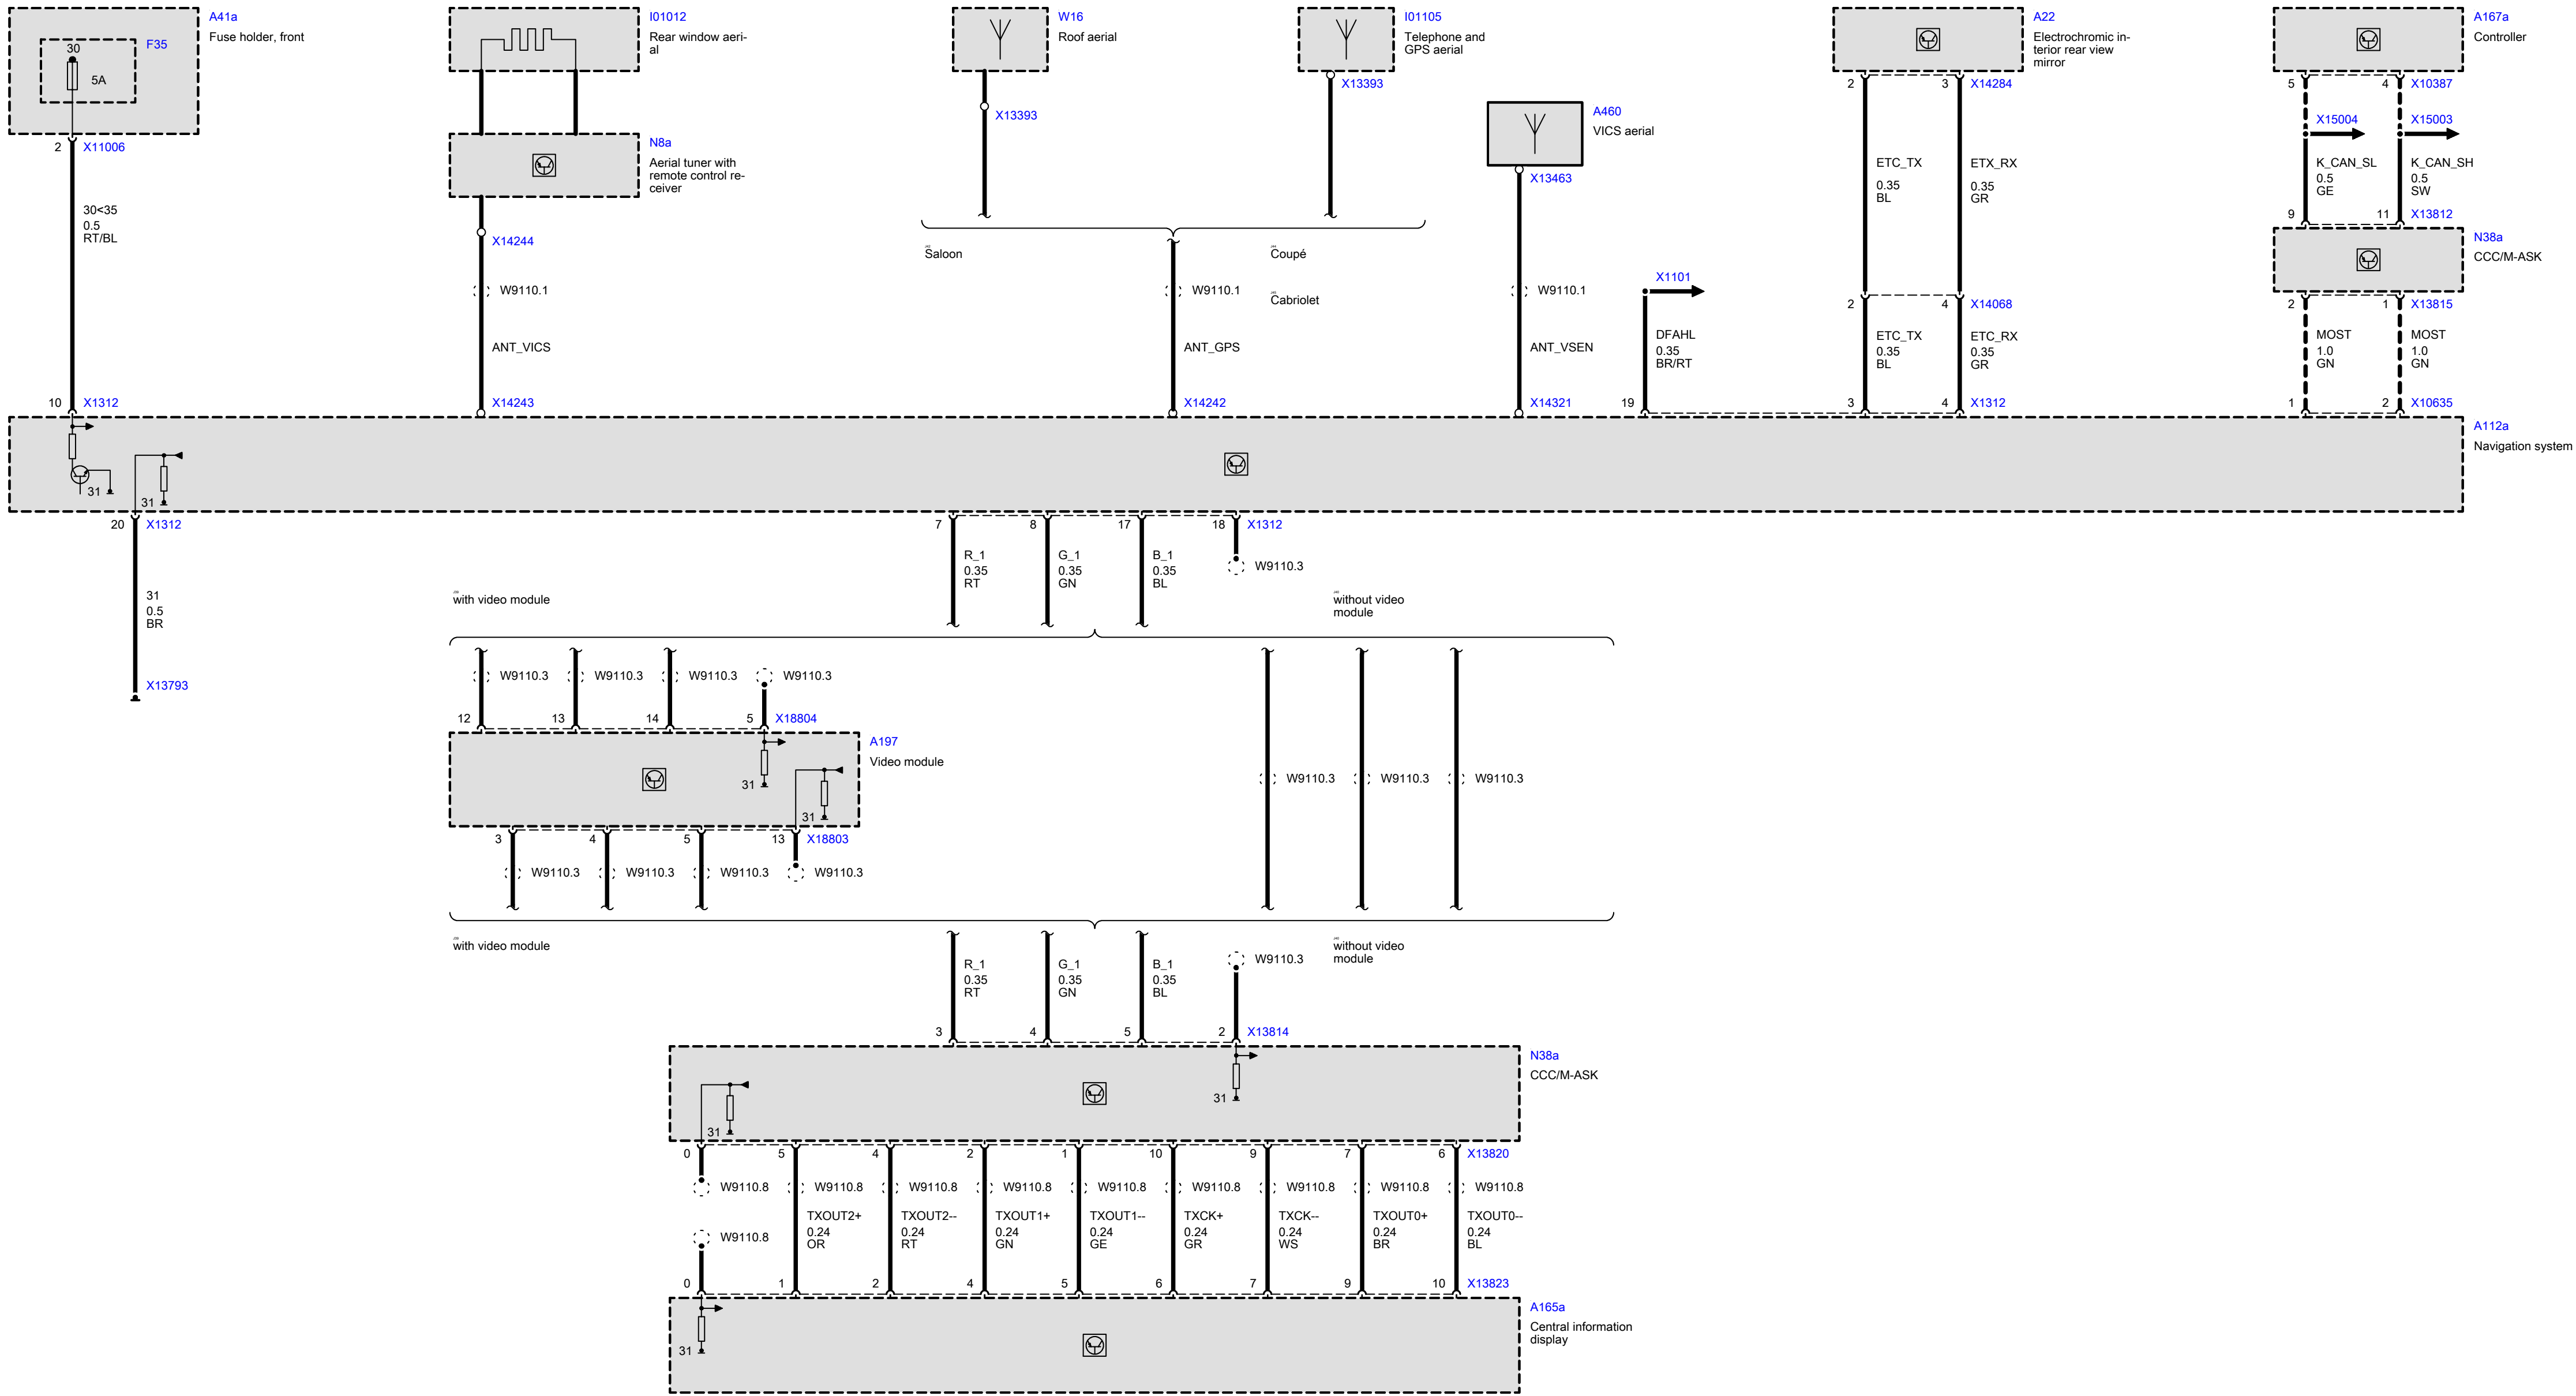 A41a
Fuse holder, front
F35
30
5A
2
X11006
30<35
0.5
RT/BL
10
X1312
I01012
Rear window aeri-
al
N8a
Aerial tuner with
remote control re-
ceiver
X14244
W9110.1
ANT_VICS
X14243
W16
Roof aerial
X13393
I01105
Telephone and
GPS aerial
X13393
Saloon
Coupé
Cabriolet
W9110.1
ANT_GPS
X14242
A460
VICS aerial
X13463
W9110.1
ANT_VSEN
X14321
X1101
DFAHL
0.35
BR/RT
19
A22
Electrochromic in-
terior rear view
mirror
2
3
X14284
ETC_TX
0.35
BL
ETX_RX
0.35
GR
2
4
X14068
ETC_TX
0.35
BL
ETC_RX
0.35
GR
3
4
X1312
A167a
Controller
5
4
X10387
X15004
X15003
K_CAN_SL
0.5
GE
K_CAN_SH
0.5
SW
9
11
X13812
N38a
CCC/M-ASK
2
1
X13815
MOST
1.0
GN
MOST
1.0
GN
1
2
X10635
A112a
Navigation system
31
31
20
X1312
31
0.5
BR
X13793
7
8
17
18
X1312
R_1
0.35
RT
G_1
0.35
GN
B_1
0.35
BL
W9110.3
with video module
without video
module
W9110.3
W9110.3
W9110.3
W9110.3
12
13
14
5
X18804
A197
Video module
31
31
W9110.3
W9110.3
W9110.3
3
4
5
13
X18803
W9110.3
W9110.3
W9110.3
W9110.3
with video module
without video
module
R_1
0.35
RT
G_1
0.35
GN
B_1
0.35
BL
W9110.3
3
4
5
2
X13814
N38a
CCC/M-ASK
31
31
0
5
4
2
1
10
9
7
6
X13820
W9110.8
W9110.8
W9110.8
W9110.8
W9110.8
W9110.8
W9110.8
W9110.8
W9110.8
W9110.8
TXOUT2+
0.24
OR
TXOUT2--
0.24
RT
TXOUT1+
0.24
GN
TXOUT1--
0.24
GE
TXCK+
0.24
GR
TXCK--
0.24
WS
TXOUT0+
0.24
BR
TXOUT0--
0.24
BL
0
1
2
4
5
6
7
9
10
X13823
A165a
Central information
display
31